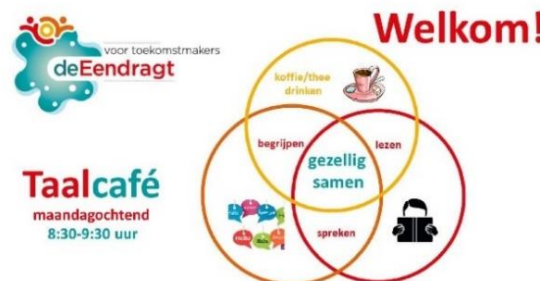 Welkom!
voor toekomstmakers
deEendragt
koffie/thee
drinken
begrijpen
lezen
gezellig
samen
Taalcafé
maandagochtend
8:30-9:30 uur
spreken